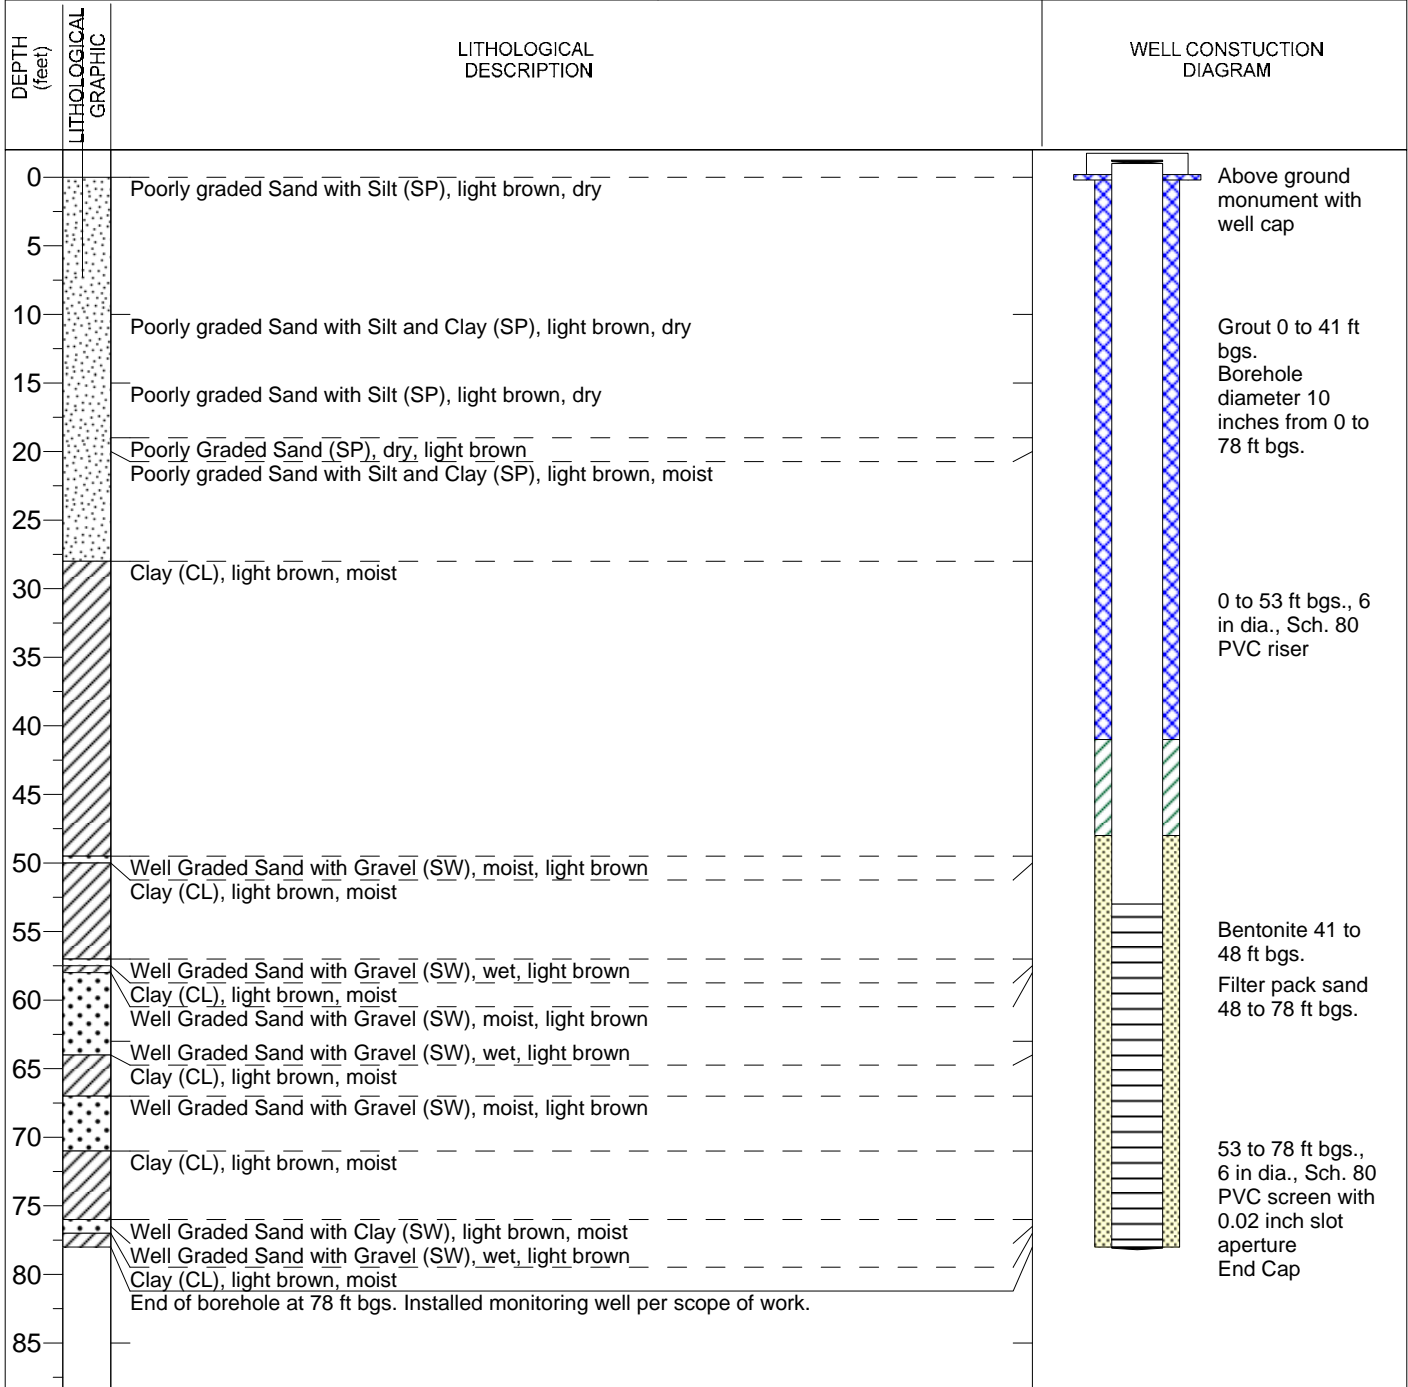 DEPTH
(feet)
LITHOLOGICAL
GRAPHIC
LITHOLOGICAL
DESCRIPTION
WELL CONSTUCTION
DIAGRAM
0
5
10
15
20
25
30
35
40
45
50
55
60
65
70
75
80
85
Poorly graded Sand with Silt (SP), light brown, dry
Poorly graded Sand with Silt and Clay (SP), light brown, dry
Poorly graded Sand with Silt (SP), light brown, dry
Poorly Graded Sand (SP), dry, light brown
Poorly graded Sand with Silt and Clay (SP), light brown, moist
Clay (CL), light brown, moist
Well Graded Sand with Gravel (SW), moist, light brown
Clay (CL), light brown, moist
Well Graded Sand with Gravel (SW), wet, light brown
Clay (CL), light brown, moist
Well Graded Sand with Gravel (SW), moist, light brown
Well Graded Sand with Gravel (SW), wet, light brown
Clay (CL), light brown, moist
Well Graded Sand with Gravel (SW), moist, light brown
Clay (CL), light brown, moist
Well Graded Sand with Clay (SW), light brown, moist
Well Graded Sand with Gravel (SW), wet, light brown
Clay (CL), light brown, moist
End of borehole at 78 ft bgs. Installed monitoring well per scope of work.
Above ground
monument with
well cap
Grout 0 to 41 ft
bgs.
Borehole
diameter 10
inches from 0 to
78 ft bgs.
0 to 53 ft bgs., 6
in dia., Sch. 80
PVC riser
Bentonite 41 to
48 ft bgs.
Filter pack sand
48 to 78 ft bgs.
53 to 78 ft bgs.,
6 in dia., Sch. 80
PVC screen with
0.02 inch slot
aperture
End Cap